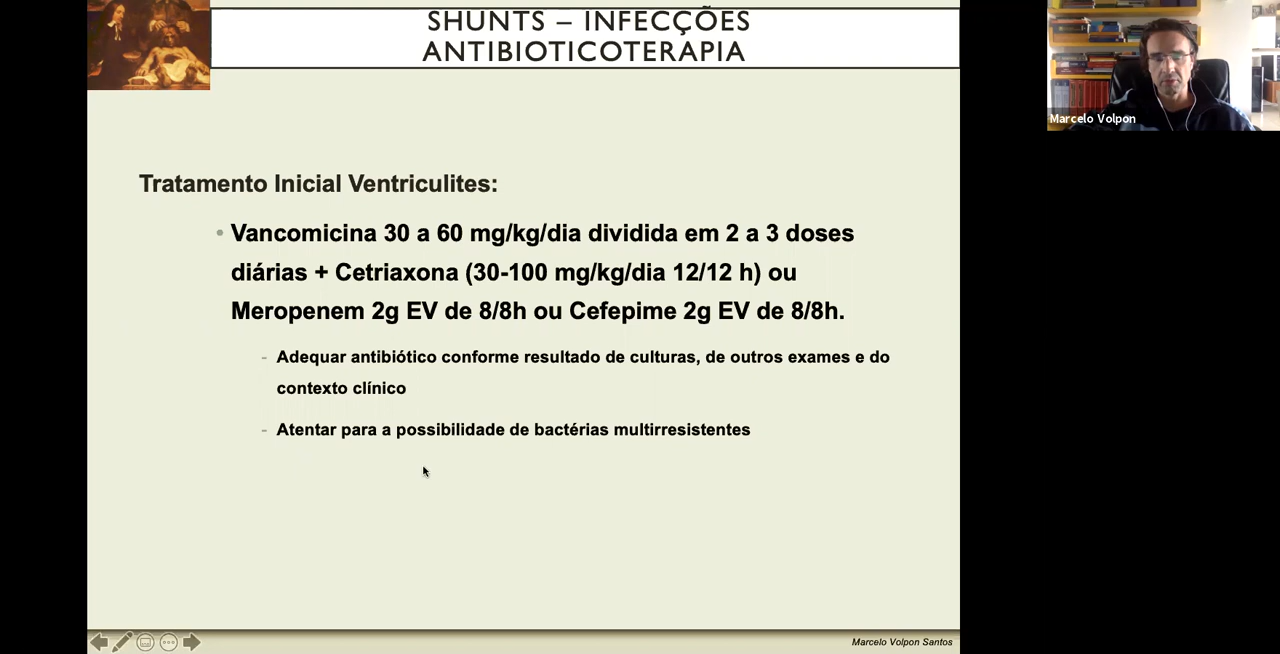 SHUNTS – INFECÇÕES
ANTIBIOTICOTERAPIA
Marcelo Volpon
Tratamento Inicial Ventriculites:
• Vancomicina 30 a 60 mg/kg/dia dividida em 2 a 3 doses
diárias + Cetriaxona (30-100 mg/kg/dia 12/12 h) ou
Meropenem 2g EV de 8/8h ou Cefepime 2g EV de 8/8h.
- Adequar antibiótico conforme resultado de culturas, de outros exames e do
contexto clínico
- Atentar para a possibilidade de bactérias multirresistentes
Marcelo Volpon Santos